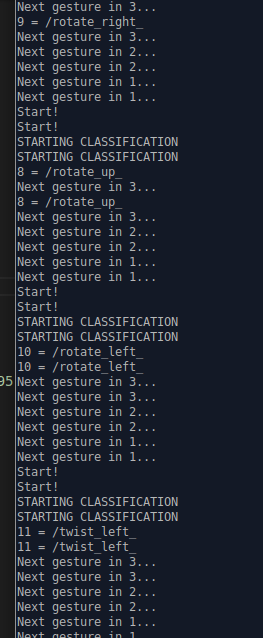 Next gesture in 3...
9 = /rotate_right_
Next gesture in 3...
Next gesture in 2...
Next gesture in 2...
Next gesture in 1...
Next gesture in 1...
Start!
Start!
STARTING CLASSIFICATION
STARTING CLASSIFICATION
8 = /rotate_up_
Next gesture in 3...
8 = /rotate_up_
Next gesture in 3...
Next gesture in 2...
Next gesture in 2...
Next gesture in 1...
Next gesture in 1...
Start!
Start!
STARTING CLASSIFICATION
STARTING CLASSIFICATION
10 = /rotate_left_
10 = /rotate_left_
95
Next gesture in 3...
Next gesture in 3...
Next gesture in 2...
Next gesture in 2...
Next gesture in 1...
Next gesture in 1...
Start!
Start!
STARTING CLASSIFICATION
STARTING CLASSIFICATION
11 = /twist_left_
11 = /twist_left_
Next gesture in 3...
Next gesture in 3...
Next gesture in 2...
Next gesture in 2...
Next gesture in 1...
Next gesture in 1